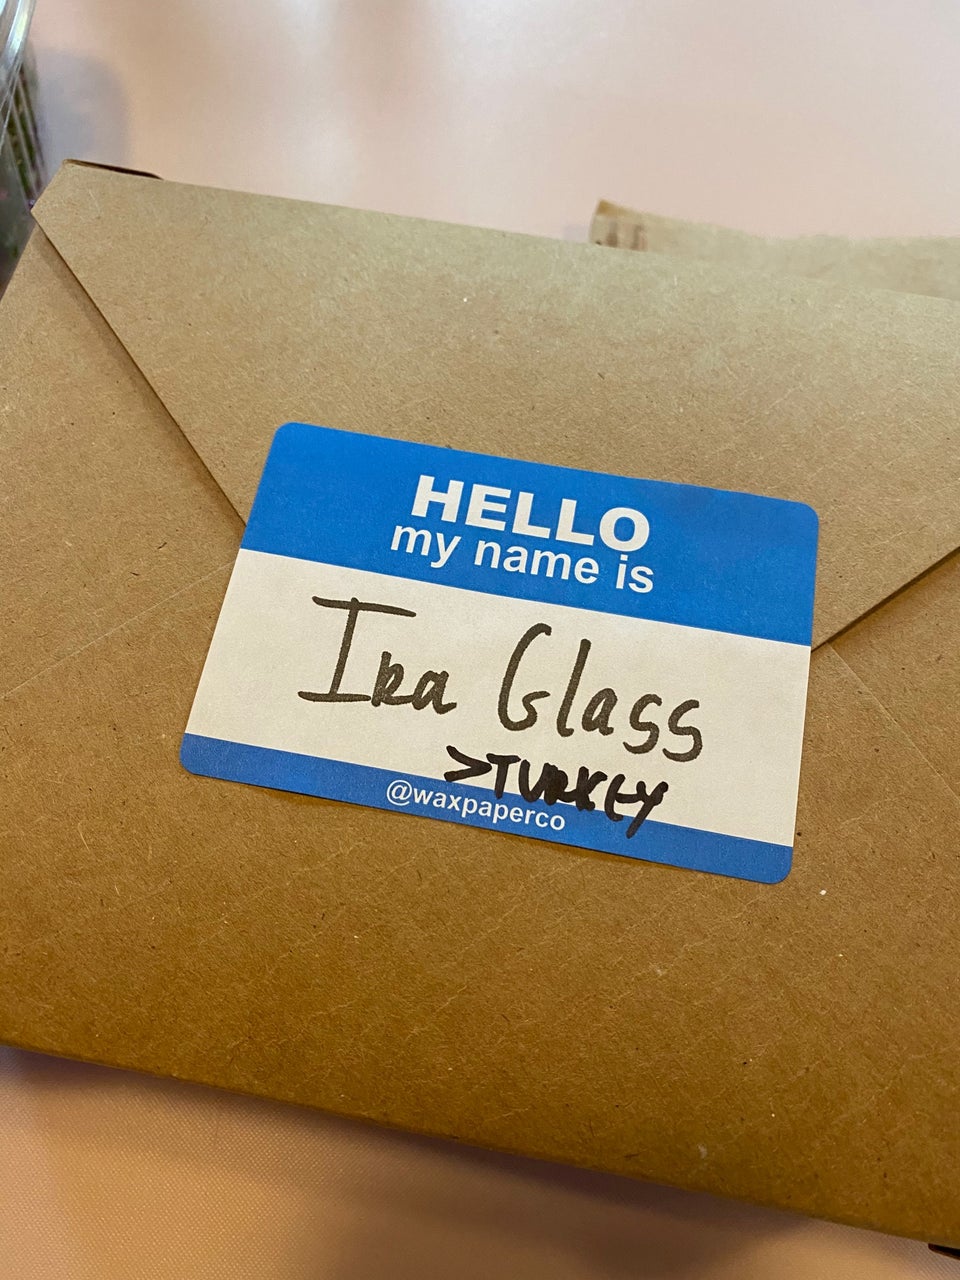 HELLO
my name is
Ira Glass
>TURKEY
@waxpaperco